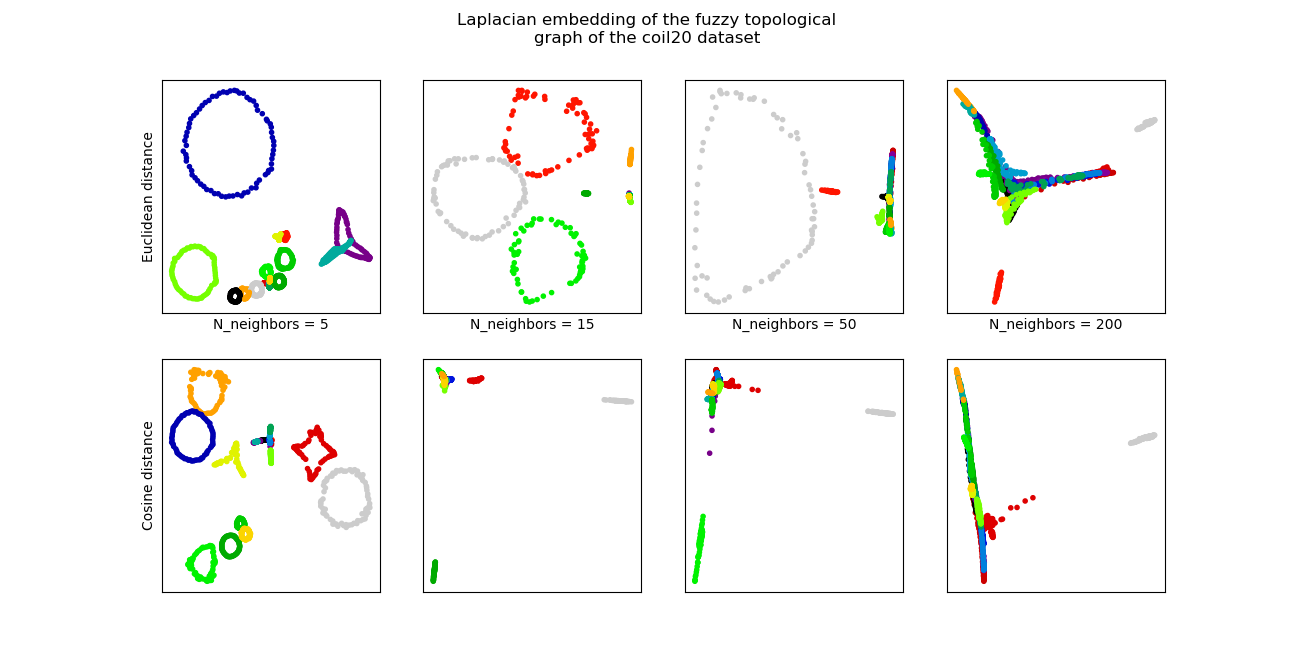 Laplacian embedding of the fuzzy topological
graph of the coil20 dataset
Euclidean distance
N_neighbors = 5
N_neighbors = 15
N_neighbors = 50
N_neighbors = 200
Cosine distance